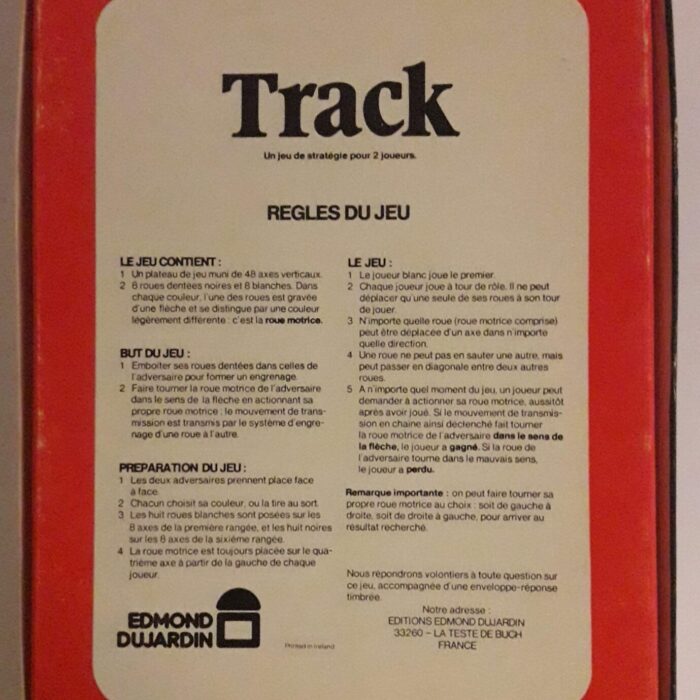 Track
Un jeu de stratégie pour 2 joueurs.
REGLES DU JEU
LE JEU CONTIENT :
1 Un plateau de jeu muni de 48 axes verticaux.
2 8 roues dentées noires et 8 blanches. Dans
chaque couleur, l'une des roues est gravée
d'une flèche et se distingue par une couleur
légèrement différente : c'est la roue motrice.
BUT DU JEU :
1 Emboiter ses roues dentées dans celles de
l'adversaire pour former un engrenage.
2 Faire tourner la roue motrice de l'adversaire
dans le sens de la flèche en actionnant sa
propre roue motrice ; le mouvement de trans-
mission est transmis par le système d'engre-
nage d'une roue à l'autre.
PREPARATION DU JEU :
1 Les deux adversaires prennent place face
à face.
2 Chacun choisit sa couleur, ou la tire au sort.
3 Les huit roues blanches sont posées sur les
8 axes de la première rangée, et les huit noires
sur les 8 axes de la sixième rangée.
4 La roue motrice est toujours placée sur le qua-
trième axe à partir de la gauche de chaque
joueur.
EDMOND
DUJARDIN
Printed in Ireland
LE JEU :
1 Le joueur blanc joue le premier.
2 Chaque joueur joue à tour de rôle. Il ne peut
déplacer qu'une seule de ses roues à son tour
de jouer.
3 N'importe quelle roue (roue motrice comprise)
peut être déplacée d'un axe dans n'importe
quelle direction.
4 Une roue ne peut pas en sauter une autre, mais
peut passer en diagonale entre deux autres
roues.
5 A n'importe quel moment du jeu, un joueur peut
demander à actionner sa roue motrice, aussitôt
après avoir joué. Si le mouvement de transmis-
sion en chaine ainsi déclenché fait tourner
la roue motrice de l'adversaire dans le sens de
la flèche, le joueur a gagné. Si la roue de
l'adversaire tourne dans le mauvais sens,
le joueur a perdu.
Remarque importante : on peut faire tourner sa
propre roue motrice au choix : soit de gauche à
droite, soit de droite à gauche, pour arriver au
résultat recherché.
Nous répondrons volontiers à toute question sur
ce jeu, accompagnée d'une enveloppe-réponse
timbrée.
Notre adresse :
EDITIONS EDMOND DUJARDIN
33260 - LA TESTE DE BUCH
FRANCE